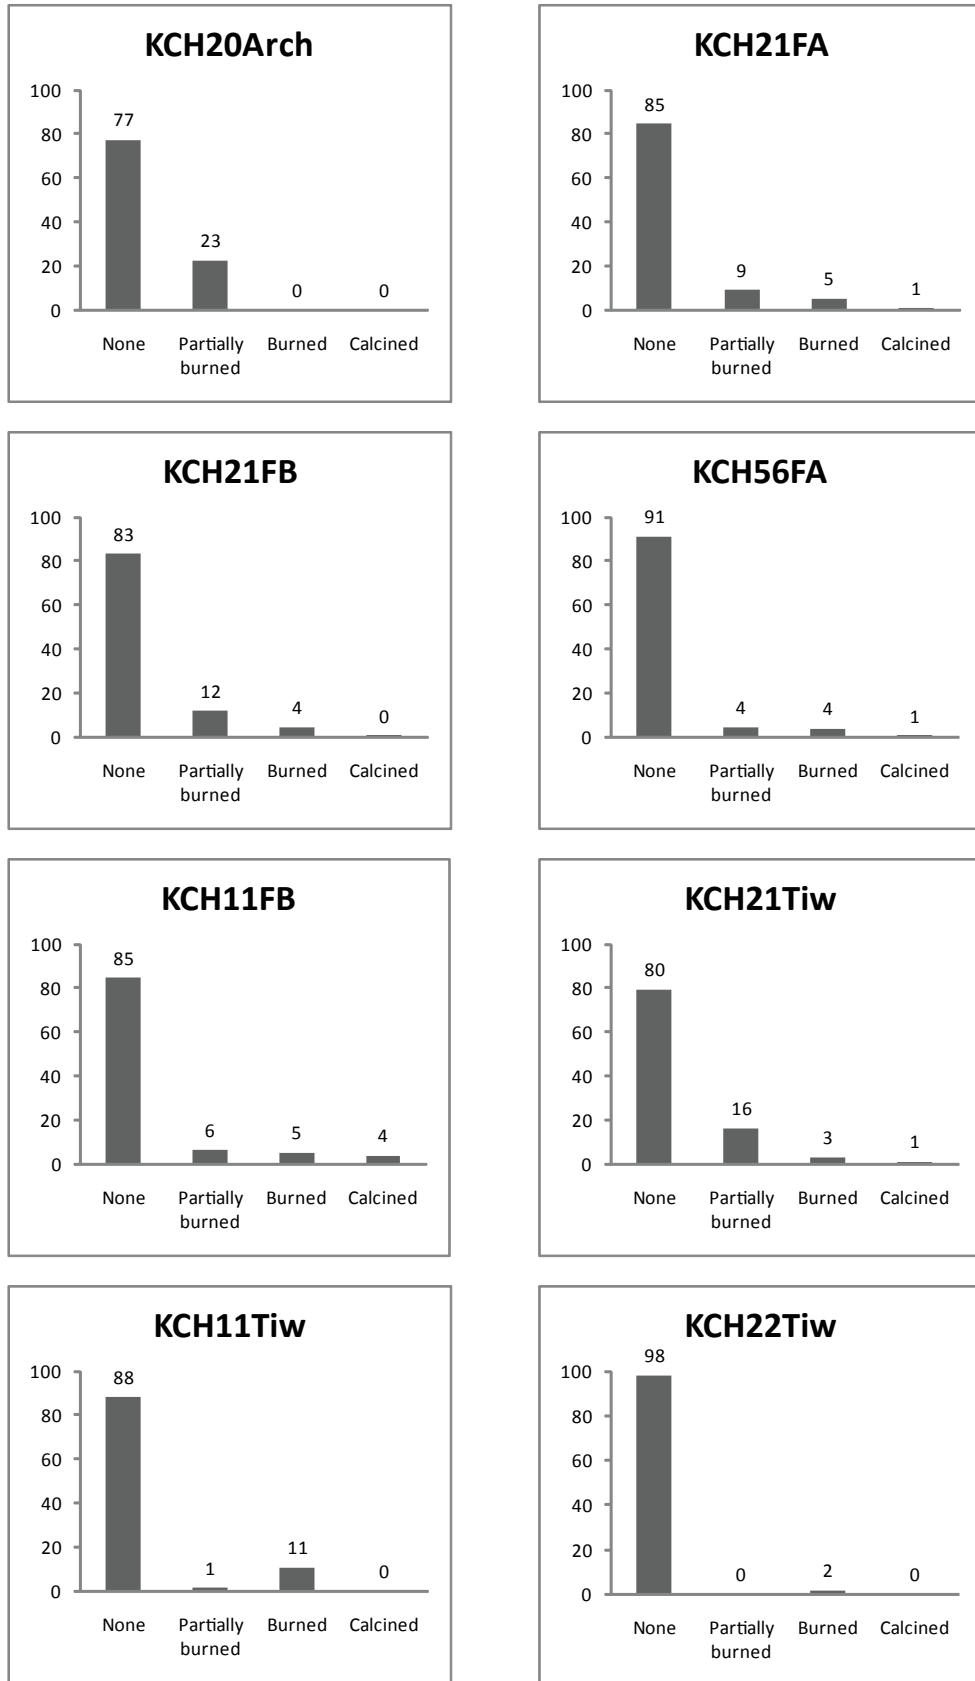 KCH20Arch
100
80
60
40
20
0
77
23
0
0
None
Partially
burned
Burned
Calcined
KCH21FA
100
80
60
40
20
0
85
9
5
1
None
Partially
burned
Burned
Calcined
KCH21FB
100
80
60
40
20
0
83
12
4
0
None
Partially
burned
Burned
Calcined
KCH56FA
100
80
60
40
20
0
91
4
4
1
None
Partially
burned
Burned
Calcined
KCH11FB
100
80
60
40
20
0
85
6
5
4
None
Partially
burned
Burned
Calcined
KCH21Tiw
100
80
60
40
20
0
80
16
3
1
None
Partially
burned
Burned
Calcined
KCH11Tiw
100
80
60
40
20
0
88
1
11
0
None
Partially
burned
Burned
Calcined
KCH22Tiw
100
80
60
40
20
0
98
0
2
0
None
Partially
burned
Burned
Calcined